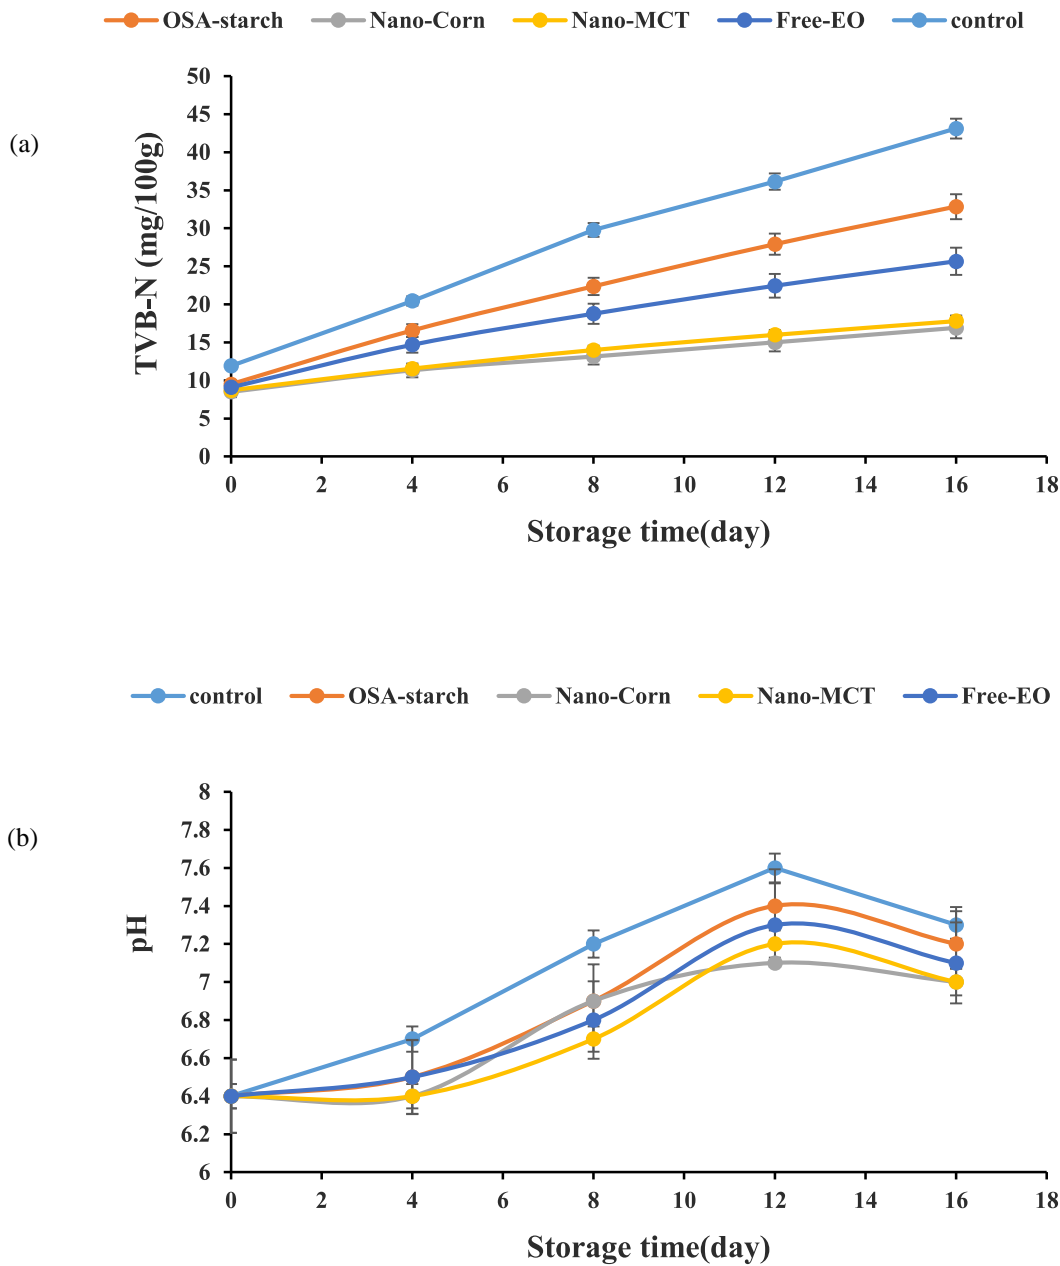 OSA-starch Nano-Corn Nano-MCT Free-EO control
(a)
TVB-N (mg/100g)
50
45
40
35
30
25
20
15
10
5
0
0 2 4 6 8 10 12 14 16 18
Storage time(day)
control OSA-starch Nano-Corn Nano-MCT Free-EO
(b)
pH
8
7.8
7.6
7.4
7.2
7
6.8
6.6
6.4
6.2
6
0 2 4 6 8 10 12 14 16 18
Storage time(day)